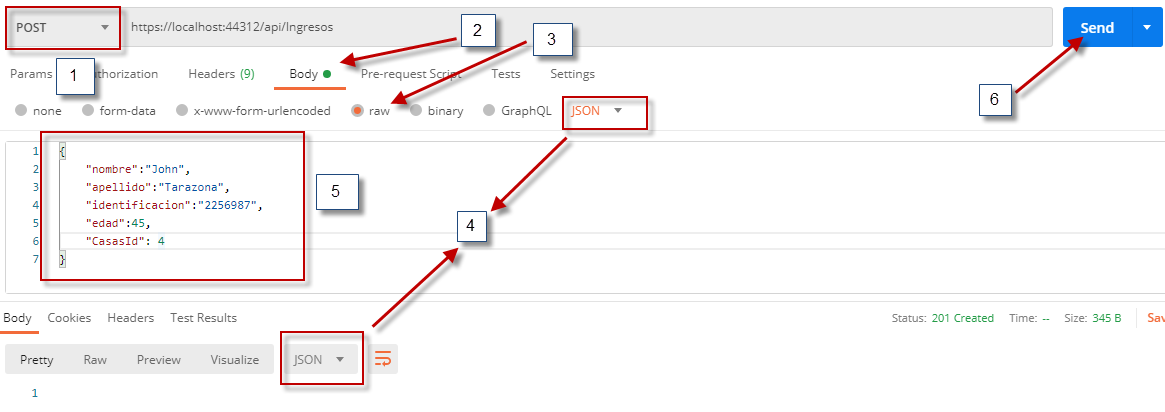 POST https://localhost:44312/api/Ingresos Send
2
3
Params 1 uthorization Headers (9) Body Pre-request Script Tests Settings
6
none form-data x-www-form-urlencoded raw binary GraphQL JSON
1 {
2 "nombre":"John",
3 "apellido":"Tarazona",
4 "identificacion":"2256987",
5 "edad":45,
6 "CasasId": 4
7 }
5
4
Body Cookies Headers Test Results Status: 201 Created Time: -- Size: 345 B Sav
Pretty Raw Preview Visualize JSON
1